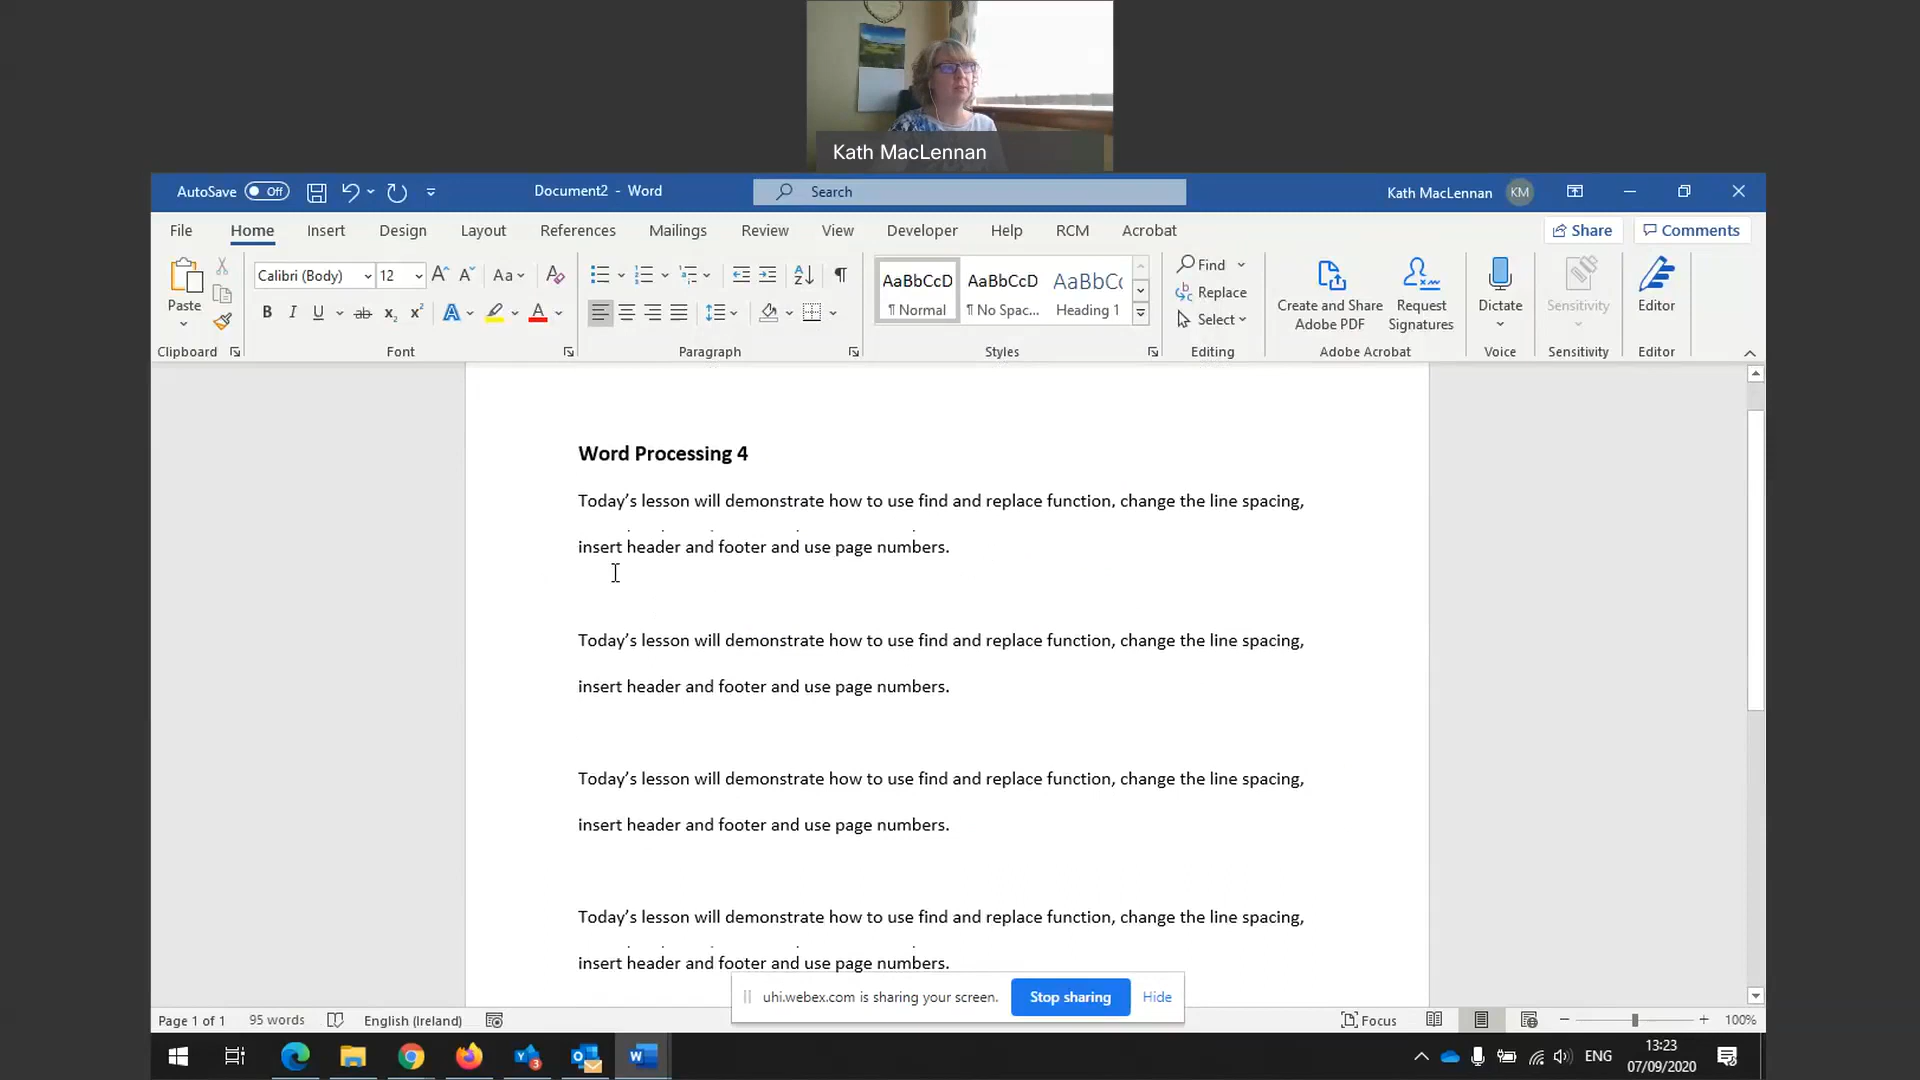 Kath MacLennan
AutoSave Off Document2 - Word Search Kath MacLennan KM
File Home Insert Design Layout References Mailings Review View Developer Help RCM Acrobat Share Comments
Calibri (Body) 12 Aa AaBbCcD AaBbCcD AaBbCc Find
Paste Replace Create and Share Request Dictate Sensitivity Editor
B I U ab x₂ x² A A ¶ Normal ¶ No Spac... Heading 1 Select Adobe PDF Signatures
Clipboard Font Paragraph Styles Editing Adobe Acrobat Voice Sensitivity Editor
Word Processing 4
Today’s lesson will demonstrate how to use find and replace function, change the line spacing,
insert header and footer and use page numbers.
Today’s lesson will demonstrate how to use find and replace function, change the line spacing,
insert header and footer and use page numbers.
Today’s lesson will demonstrate how to use find and replace function, change the line spacing,
insert header and footer and use page numbers.
Today’s lesson will demonstrate how to use find and replace function, change the line spacing,
insert header and footer and use page numbers.
uhi.webex.com is sharing your screen. Stop sharing Hide
Page 1 of 1 95 words English (Ireland) Focus 100%
ENG 13:23
07/09/2020